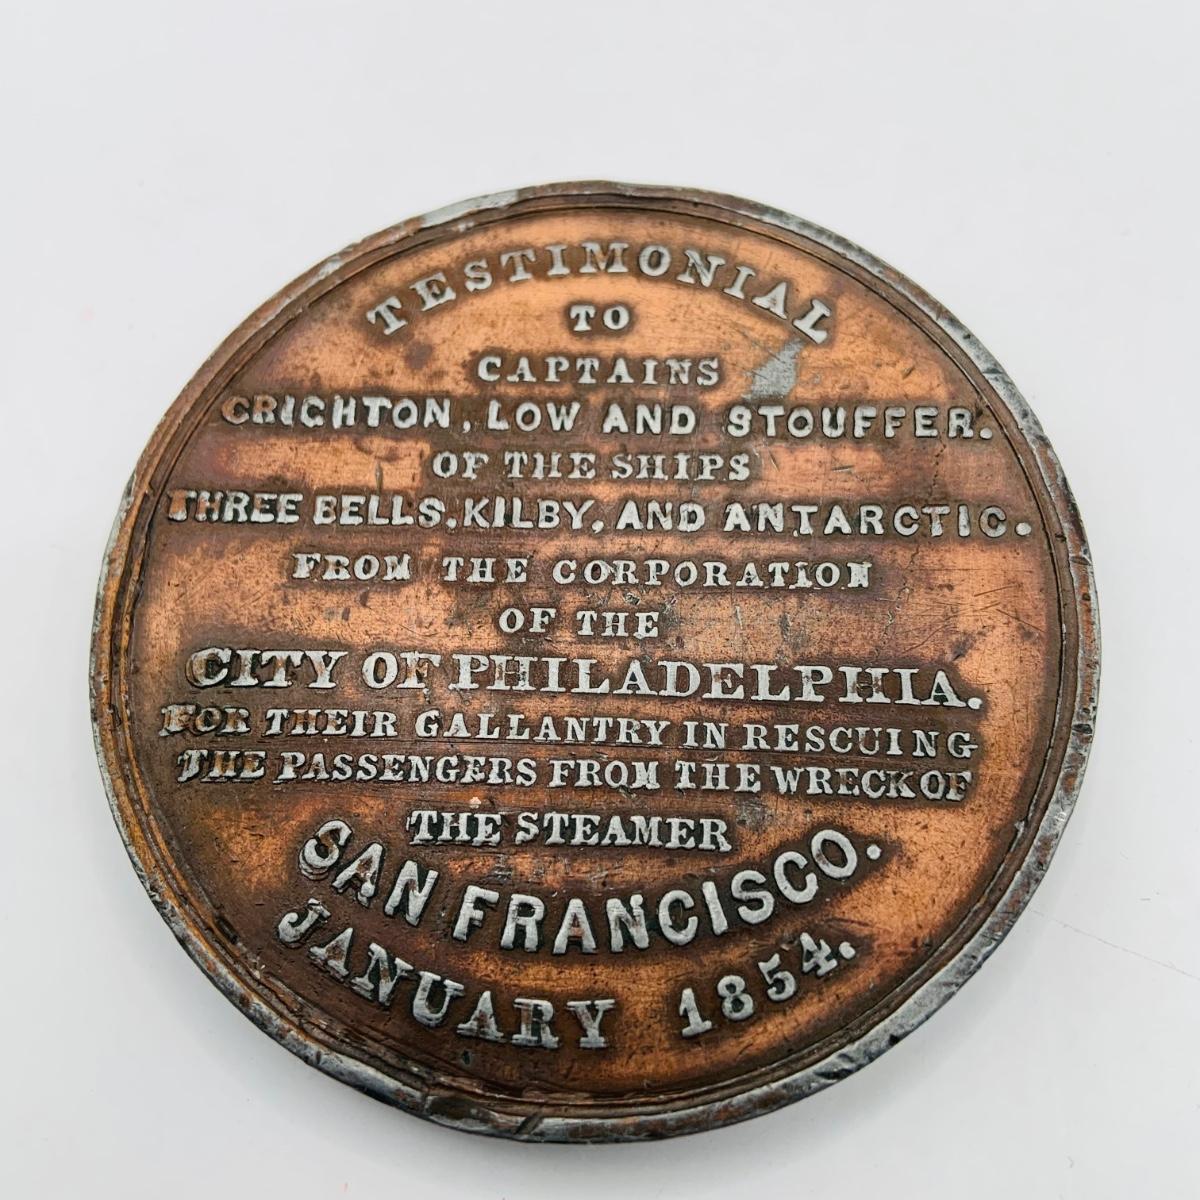 TESTIMONIAL
TO
CAPTAINS
CRIGHTON, LOW AND STOUFFER.
OF THE SHIPS
THREE BELLS, KILBY, AND ANTARCTIC.
FROM THE CORPORATION
OF THE
CITY OF PHILADELPHIA.
FOR THEIR GALLANTRY IN RESCUING
THE PASSENGERS FROM THE WRECK OF
THE STEAMER
SAN FRANCISCO.
JANUARY 1854.